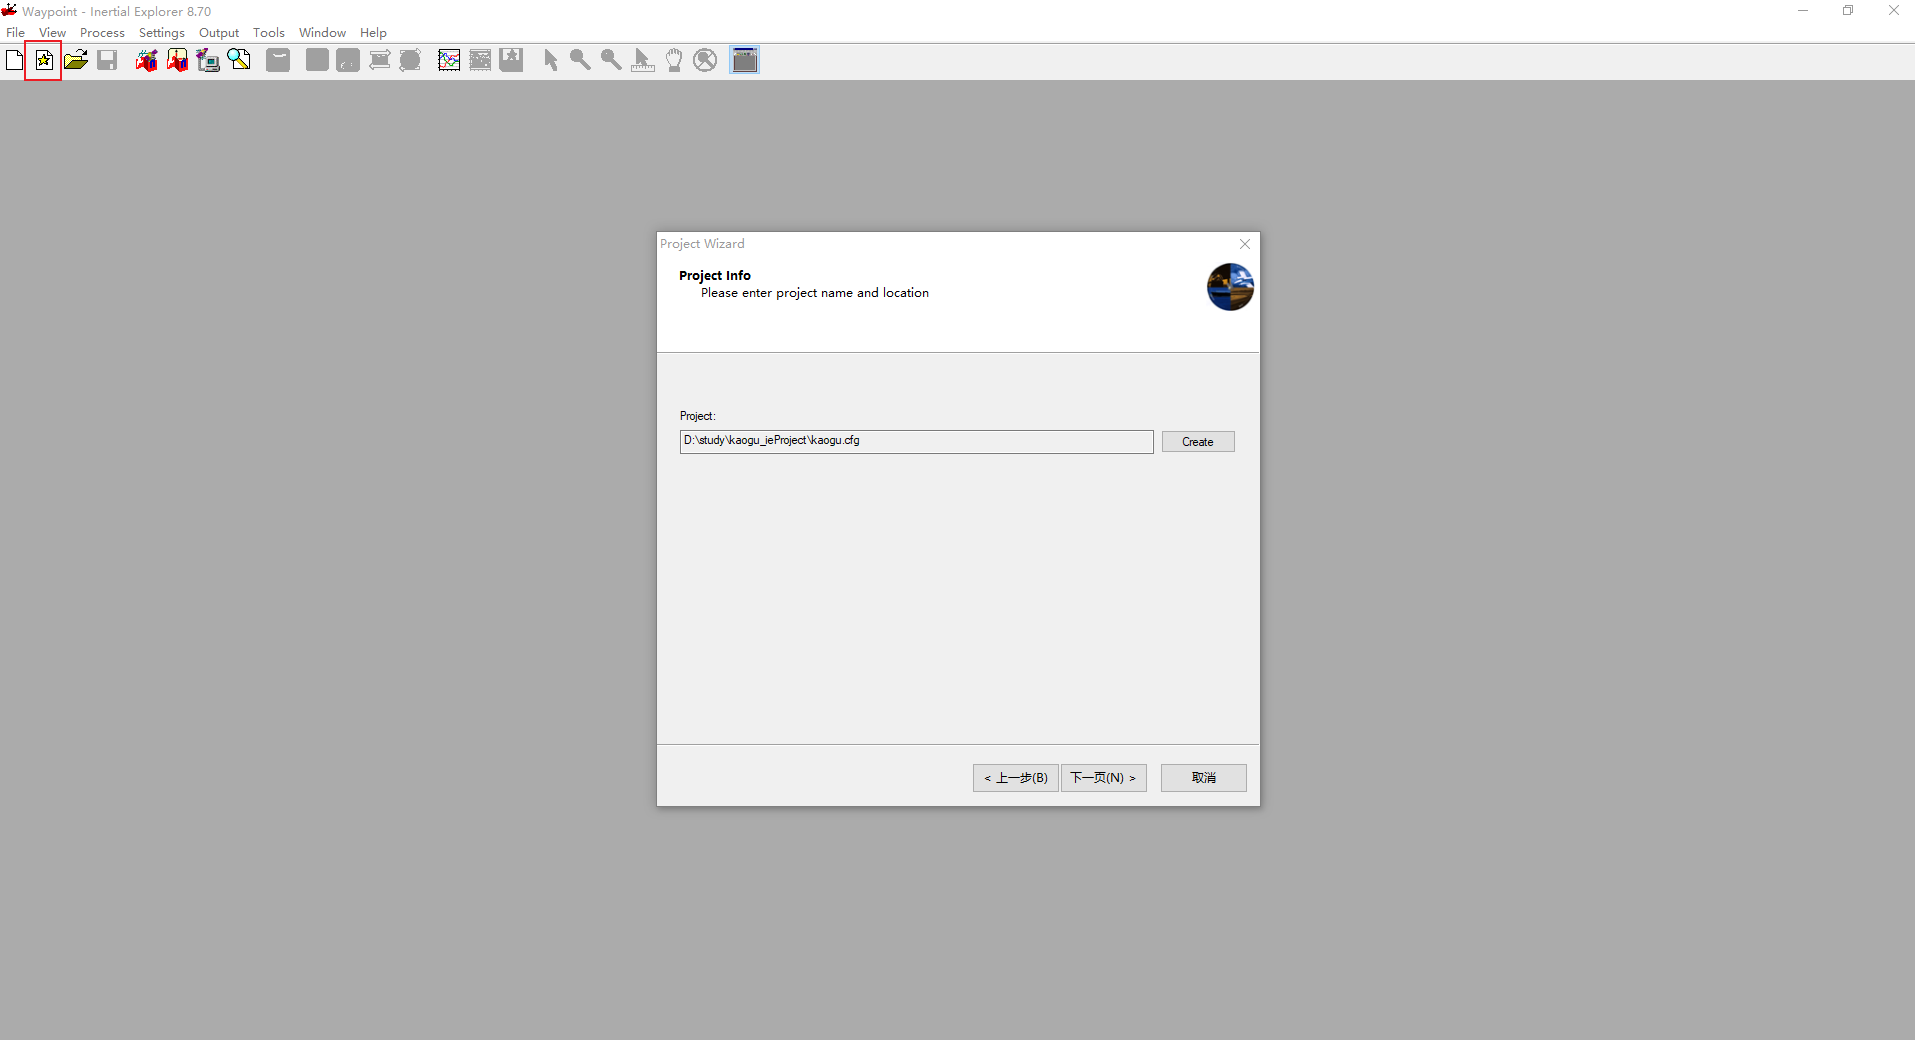 Waypoint - Inertial Explorer 8.70
File View Process Settings Output Tools Window Help
Project Wizard
Project Info
Please enter project name and location
Project:
D:\study\kaogu_ieProject\kaogu.cfg
Create
< 上一步(B) 下一页(N) > 取消